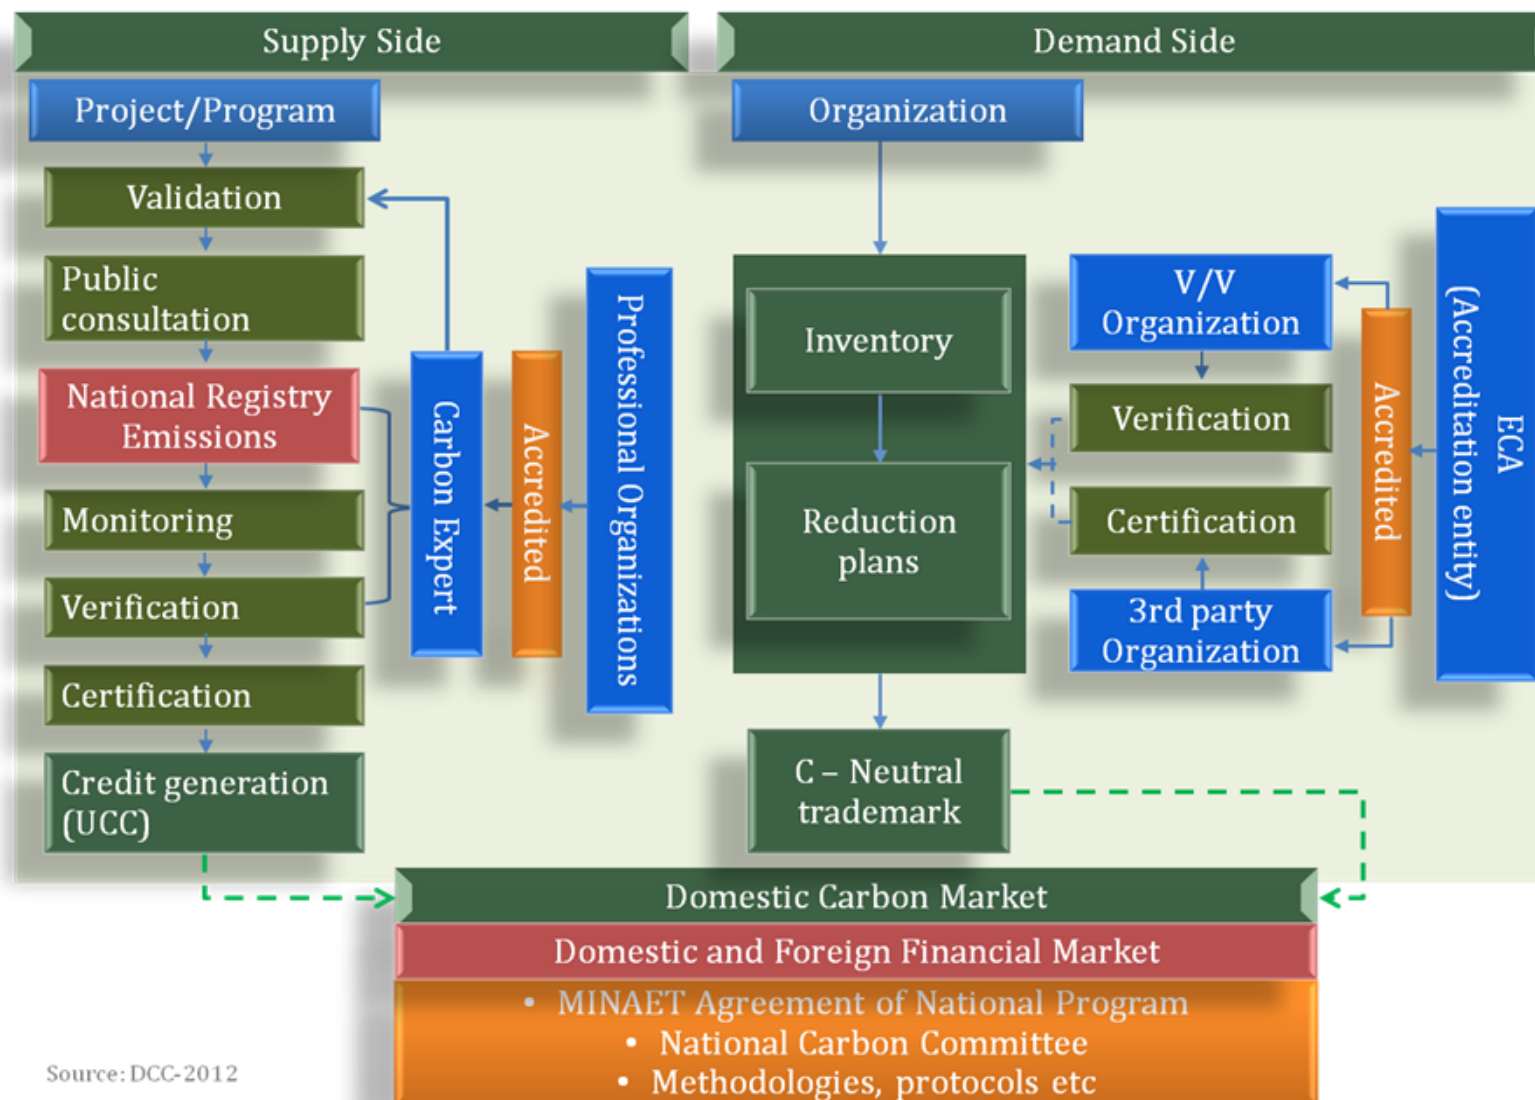 Supply Side
Project/Program
Validation
Public
consultation
National Registry
Emissions
Monitoring
Verification
Certification
Credit generation
(UCC)
Carbon Expert
Accredited
Professional Organizations
Demand Side
Organization
Inventory
Reduction
plans
C – Neutral
trademark
V/V
Organization
Verification
Certification
3rd party
Organization
Accredited
ECA
(Accreditation entity)
Domestic Carbon Market
Domestic and Foreign Financial Market
• MINAET Agreement of National Program
• National Carbon Committee
• Methodologies, protocols etc
Source: DCC-2012